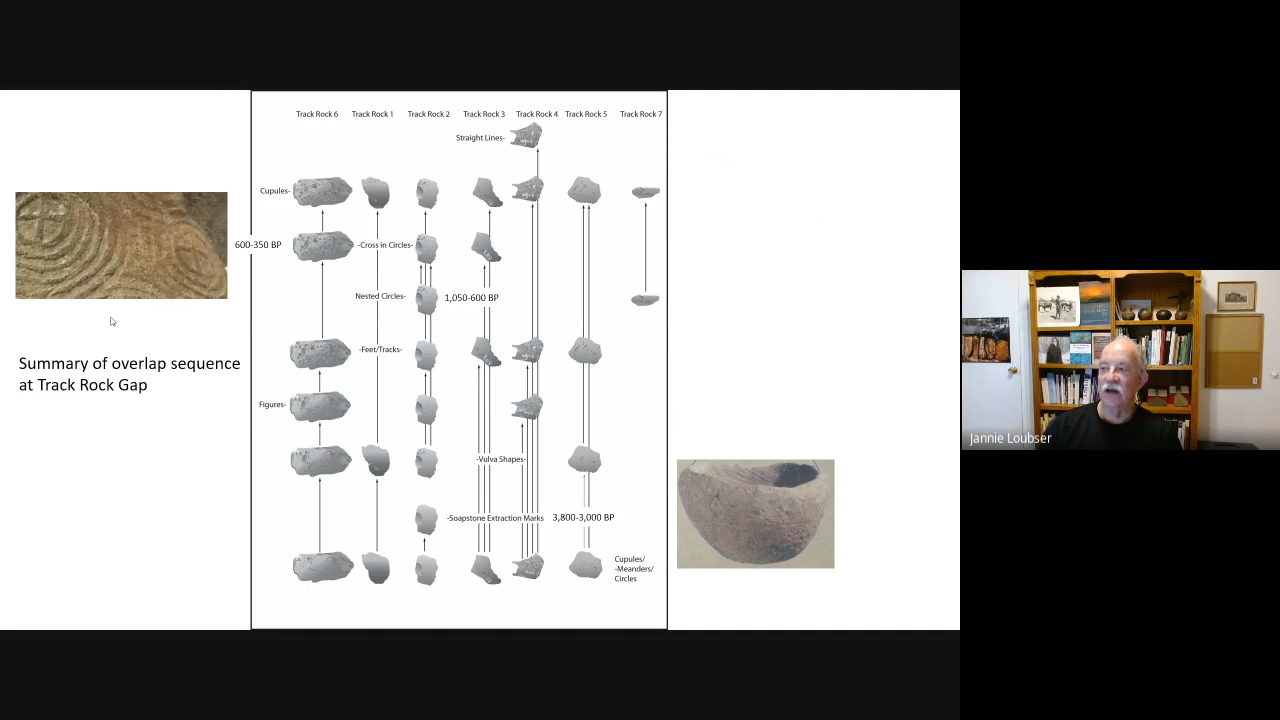 Track Rock 6 Track Rock 1 Track Rock 2 Track Rock 3 Track Rock 4 Track Rock 5 Track Rock 7
Straight Lines-
Cupules-
600-350 BP
-Cross in Circles-
Nested Circles-
1,050-600 BP
-Feet/Tracks-
Summary of overlap sequence
at Track Rock Gap
Figures-
-Vulva Shapes-
-Soapstone Extraction Marks
3,800-3,000 BP
Cupules/
-Meanders/
Circles
Jannie Loubser